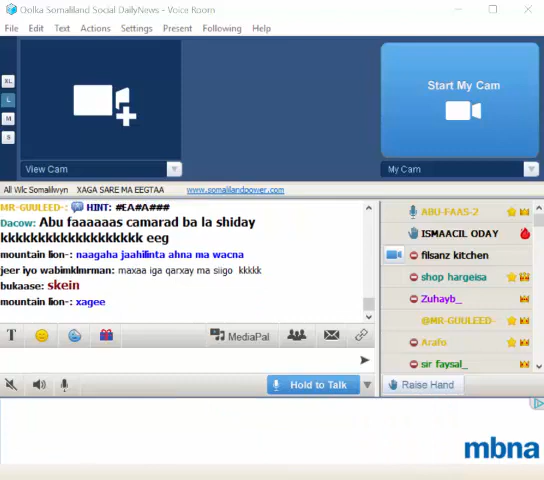 Oolka Somaliland Social DailyNews - Voice Room
File Edit Text Actions Settings Present Following Help
XL
L
M
S
Start My Cam
View Cam
My Cam
All Wlc Somalilwyn XAGA SARE MA EEGTAA www.somalilandpower.com
MR-GUULEED-: HINT: #EA#A###
Dacow: Abu faaaaaas camarad ba la shiday
kkkkkkkkkkkkkkkkkkk eeg
mountain lion-: naagaha jaahilinta ahna ma wacna
jeer iyo wabimklmrman: maxaa iga qarxay ma siigo kkkkk
bukaase: skein
mountain lion-: xagee
ABU-FAAS-2
ISMAACIL ODAY
filsanz kitchen
shop hargeisa
Zuhayb_
@MR-GUULEED-
Arafo
sir faysal_
T
MediaPal
Hold to Talk
Raise Hand
mbna